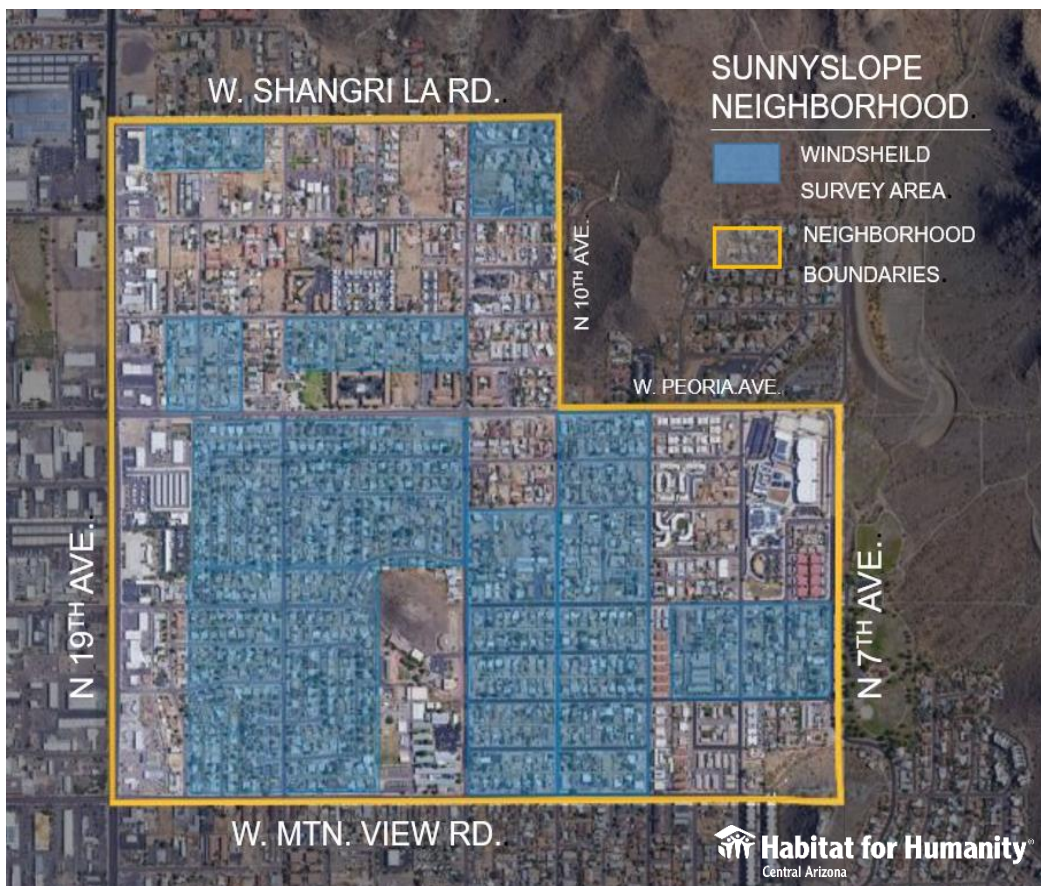 W. SHANGRI LA RD..
SUNNYSLOPE
NEIGHBORHOOD.
WINDSHEILD
SURVEY AREA.
NEIGHBORHOOD
BOUNDARIES.
N 10TH AVE..
W. PEORIA.AVE..
N 19TH AVE..
N 7TH AVE..
W. MTN. VIEW RD..
Habitat for Humanity®
Central Arizona